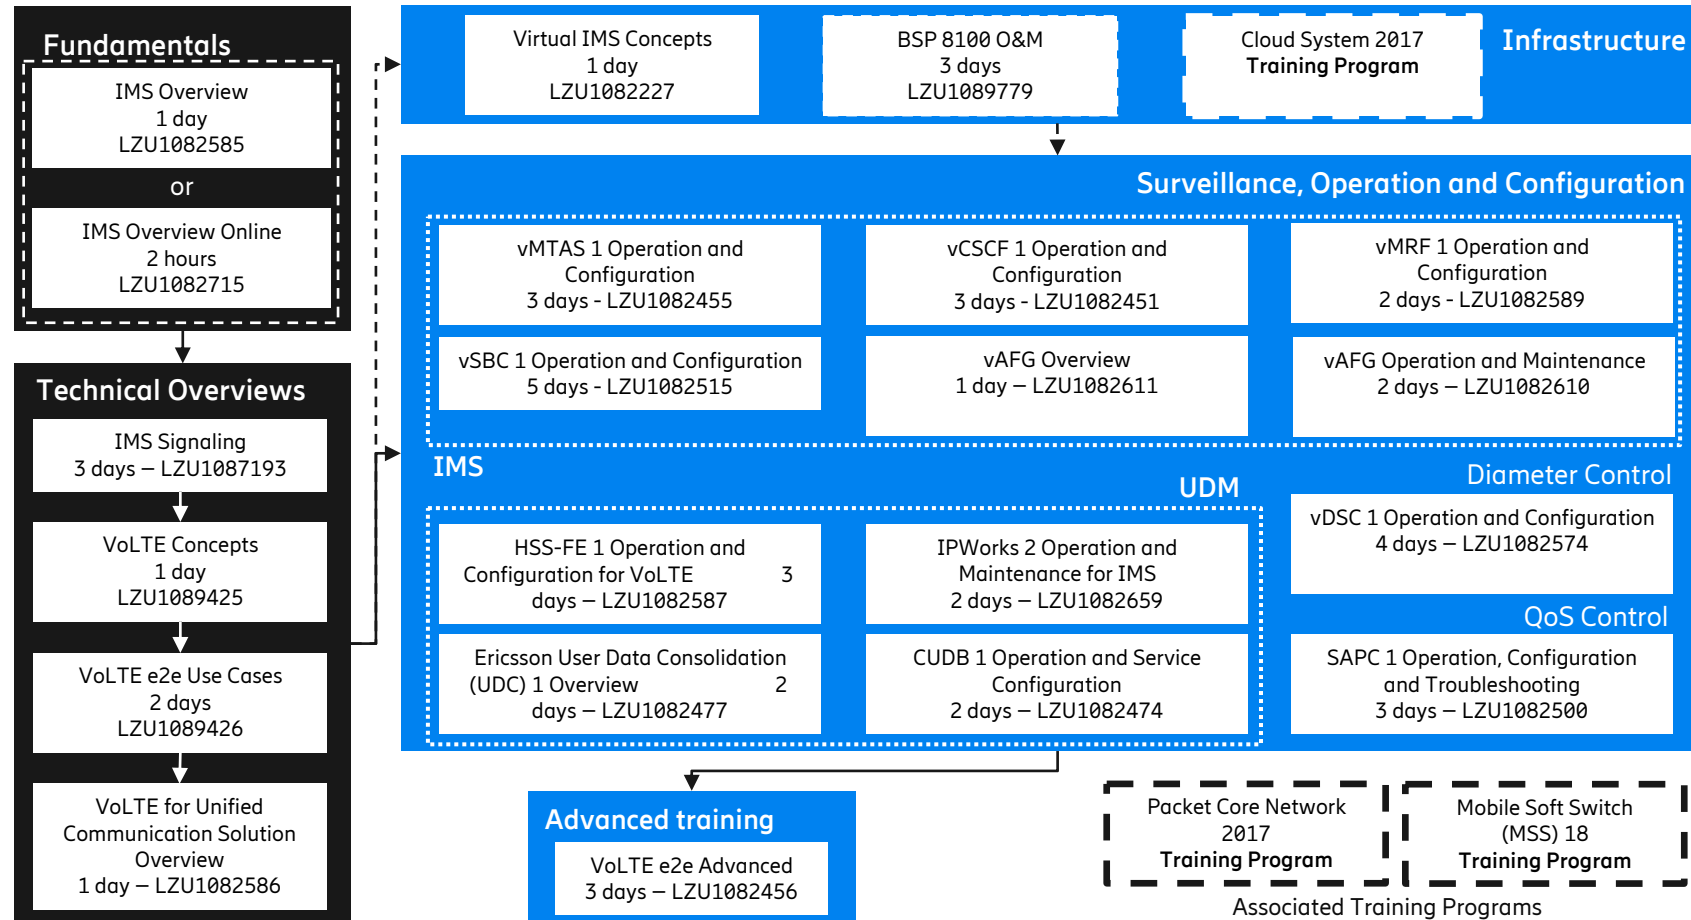 Fundamentals
IMS Overview
1 day
LZU1082585
or
IMS Overview Online
2 hours
LZU1082715
Technical Overviews
IMS Signaling
3 days – LZU1087193
VoLTE Concepts
1 day
LZU1089425
VoLTE e2e Use Cases
2 days
LZU1089426
VoLTE for Unified
Communication Solution
Overview
1 day – LZU1082586
Infrastructure
Virtual IMS Concepts
1 day
LZU1082227
BSP 8100 O&M
3 days
LZU1089779
Cloud System 2017
Training Program
Surveillance, Operation and Configuration
vMTAS 1 Operation and
Configuration
3 days - LZU1082455
vCSCF 1 Operation and
Configuration
3 days - LZU1082451
vMRF 1 Operation and
Configuration
2 days - LZU1082589
vSBC 1 Operation and Configuration
5 days - LZU1082515
vAFG Overview
1 day – LZU1082611
vAFG Operation and Maintenance
2 days – LZU1082610
IMS
UDM
HSS-FE 1 Operation and
Configuration for VoLTE 3
days – LZU1082587
IPWorks 2 Operation and
Maintenance for IMS
2 days – LZU1082659
Ericsson User Data Consolidation
(UDC) 1 Overview 2
days – LZU1082477
CUDB 1 Operation and Service
Configuration
2 days – LZU1082474
Diameter Control
vDSC 1 Operation and Configuration
4 days – LZU1082574
QoS Control
SAPC 1 Operation, Configuration
and Troubleshooting
3 days – LZU1082500
Advanced training
VoLTE e2e Advanced
3 days – LZU1082456
Packet Core Network
2017
Training Program
Mobile Soft Switch
(MSS) 18
Training Program
Associated Training Programs